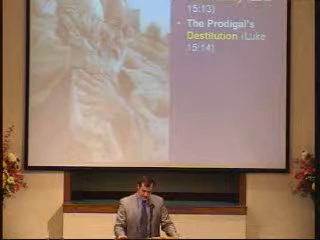 15:13)
• The Prodigal's
Destitution (Luke
15:14)